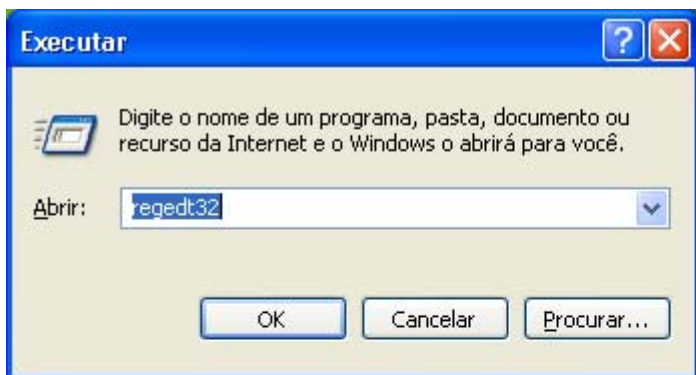 Executar
Digite o nome de um programa, pasta, documento ou
recurso da Internet e o Windows o abrirá para você.
Abrir: regedt32
OK Cancelar Procurar...